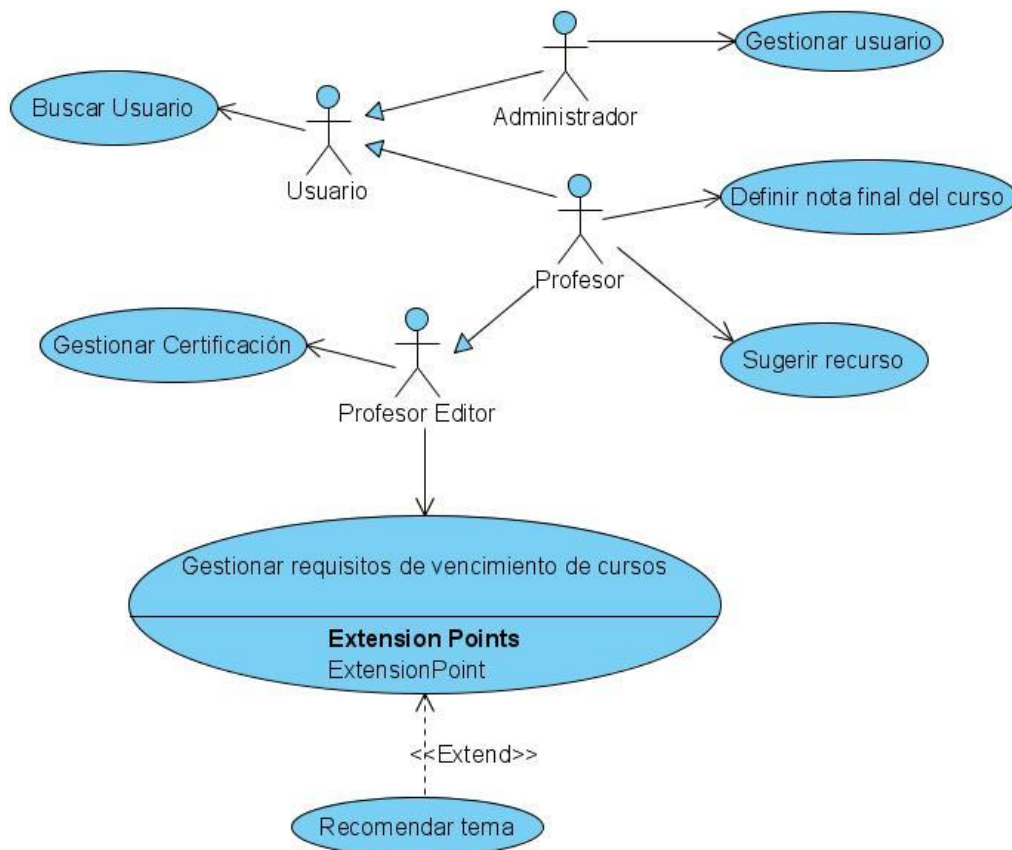 Gestionar usuario
Administrador
Buscar Usuario
Usuario
Definir nota final del curso
Profesor
Gestionar Certificación
Sugerir recurso
Profesor Editor
Gestionar requisitos de vencimiento de cursos
Extension Points
ExtensionPoint
<<Extend>>
Recomendar tema